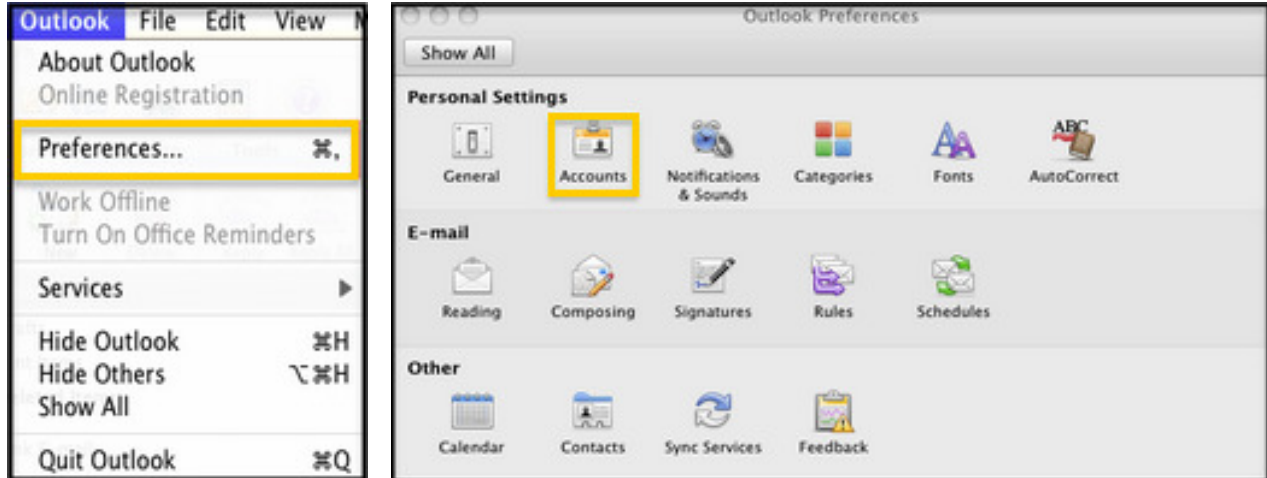 Outlook File Edit View
About Outlook
Online Registration
Preferences... ⌘,
Work Offline
Turn On Office Reminders
Services ▶
Hide Outlook ⌘H
Hide Others ⌥⌘H
Show All
Quit Outlook ⌘Q
Outlook Preferences
Show All
Personal Settings
General Accounts Notifications & Sounds Categories Fonts AutoCorrect
ABC
E-mail
Reading Composing Signatures Rules Schedules
Other
Calendar Contacts Sync Services Feedback